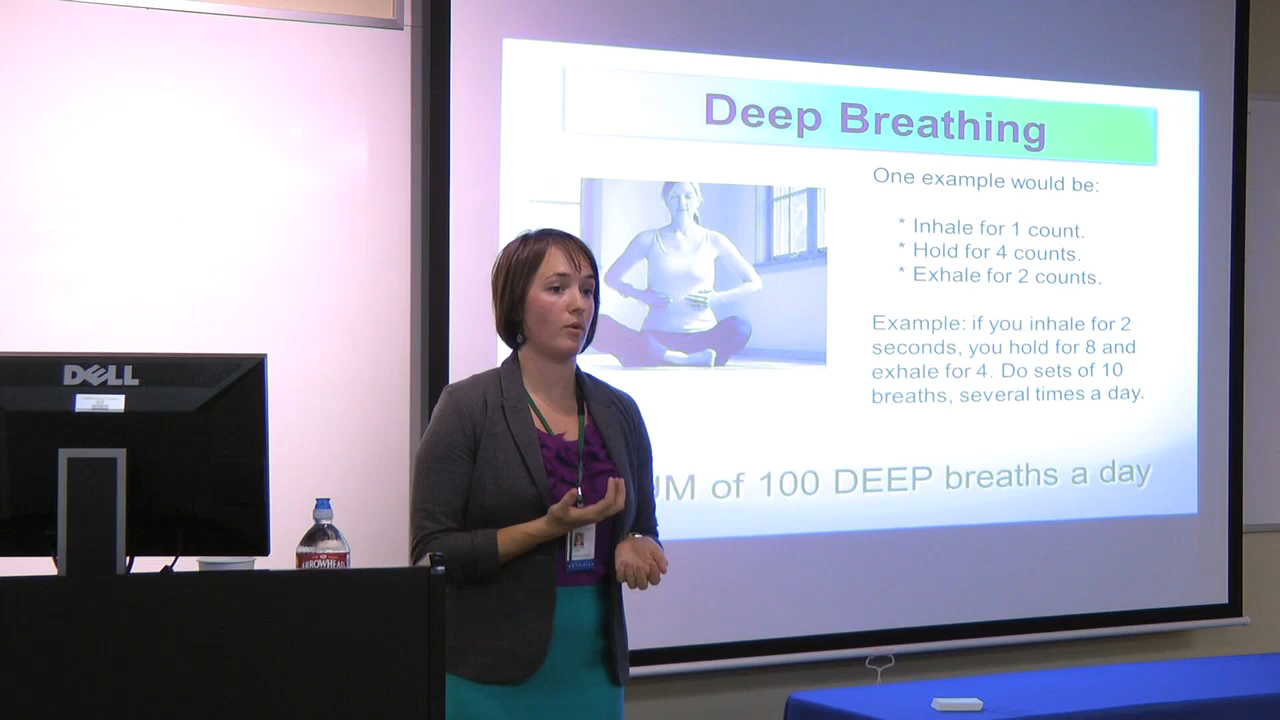 Deep Breathing
One example would be:
* Inhale for 1 count.
* Hold for 4 counts.
* Exhale for 2 counts.
Example: if you inhale for 2
seconds, you hold for 8 and
exhale for 4. Do sets of 10
breaths, several times a day.
UM of 100 DEEP breaths a day
DELL
ARROWHEAD